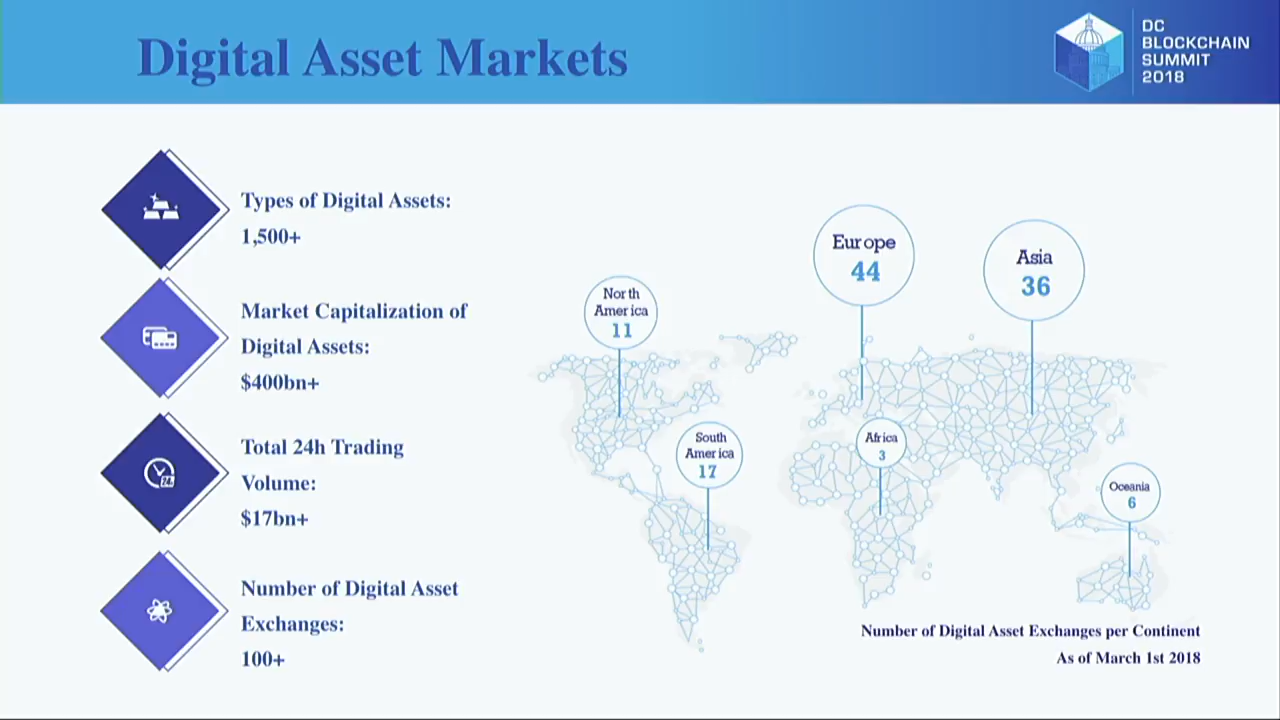 Digital Asset Markets
DC
BLOCKCHAIN
SUMMIT
2018
Types of Digital Assets:
1,500+
Market Capitalization of
Digital Assets:
$400bn+
Total 24h Trading
Volume:
$17bn+
Number of Digital Asset
Exchanges:
100+
North
America
11
South
America
17
Europe
44
Africa
3
Asia
36
Oceania
6
Number of Digital Asset Exchanges per Continent
As of March 1st 2018
24